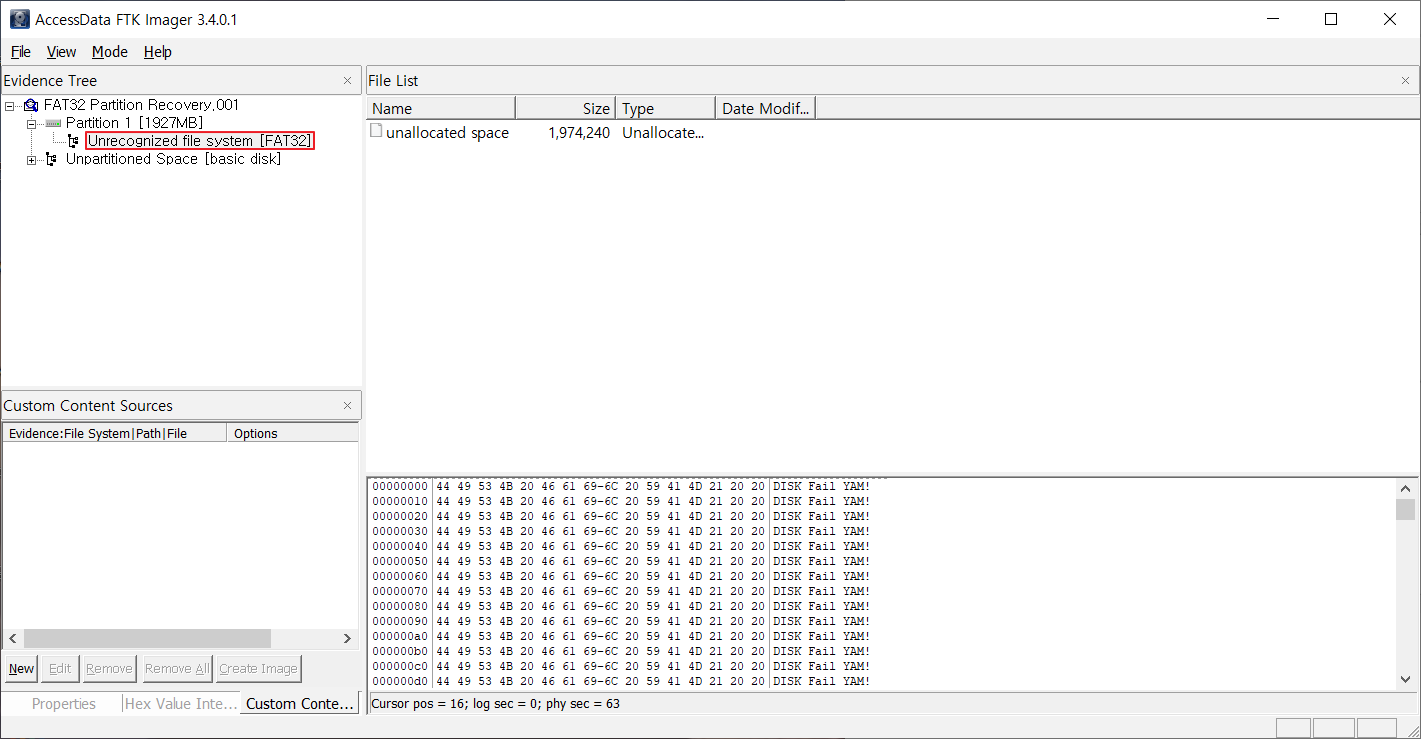 AccessData FTK Imager 3.4.0.1
File View Mode Help
Evidence Tree
FAT32 Partition Recovery.001
Partition 1 [1927MB]
Unrecognized file system [FAT32]
Unpartitioned Space [basic disk]
File List
Name Size Type Date Modif...
unallocated space 1,974,240 Unallocate...
Custom Content Sources
Evidence:File System|Path|File Options
New Edit Remove Remove All Create Image
Properties Hex Value Inte... Custom Conte...
00000000 44 49 53 4B 20 46 61 69-6C 20 59 41 4D 21 20 20 DISK Fail YAM!
00000010 44 49 53 4B 20 46 61 69-6C 20 59 41 4D 21 20 20 DISK Fail YAM!
00000020 44 49 53 4B 20 46 61 69-6C 20 59 41 4D 21 20 20 DISK Fail YAM!
00000030 44 49 53 4B 20 46 61 69-6C 20 59 41 4D 21 20 20 DISK Fail YAM!
00000040 44 49 53 4B 20 46 61 69-6C 20 59 41 4D 21 20 20 DISK Fail YAM!
00000050 44 49 53 4B 20 46 61 69-6C 20 59 41 4D 21 20 20 DISK Fail YAM!
00000060 44 49 53 4B 20 46 61 69-6C 20 59 41 4D 21 20 20 DISK Fail YAM!
00000070 44 49 53 4B 20 46 61 69-6C 20 59 41 4D 21 20 20 DISK Fail YAM!
00000080 44 49 53 4B 20 46 61 69-6C 20 59 41 4D 21 20 20 DISK Fail YAM!
00000090 44 49 53 4B 20 46 61 69-6C 20 59 41 4D 21 20 20 DISK Fail YAM!
000000a0 44 49 53 4B 20 46 61 69-6C 20 59 41 4D 21 20 20 DISK Fail YAM!
000000b0 44 49 53 4B 20 46 61 69-6C 20 59 41 4D 21 20 20 DISK Fail YAM!
000000c0 44 49 53 4B 20 46 61 69-6C 20 59 41 4D 21 20 20 DISK Fail YAM!
000000d0 44 49 53 4B 20 46 61 69-6C 20 59 41 4D 21 20 20 DISK Fail YAM!
Cursor pos = 16; log sec = 0; phy sec = 63